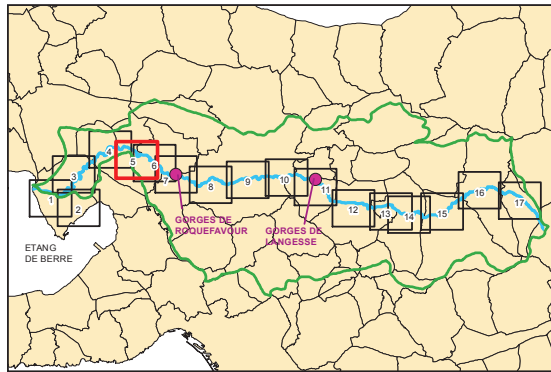 1
2
3
4
5
6
7
8
9
10
11
12
13
14
15
16
17
GORGES DE
ROQUEFAVOUR
GORGES DE
LANGESSE
ETANG
DE BERRE